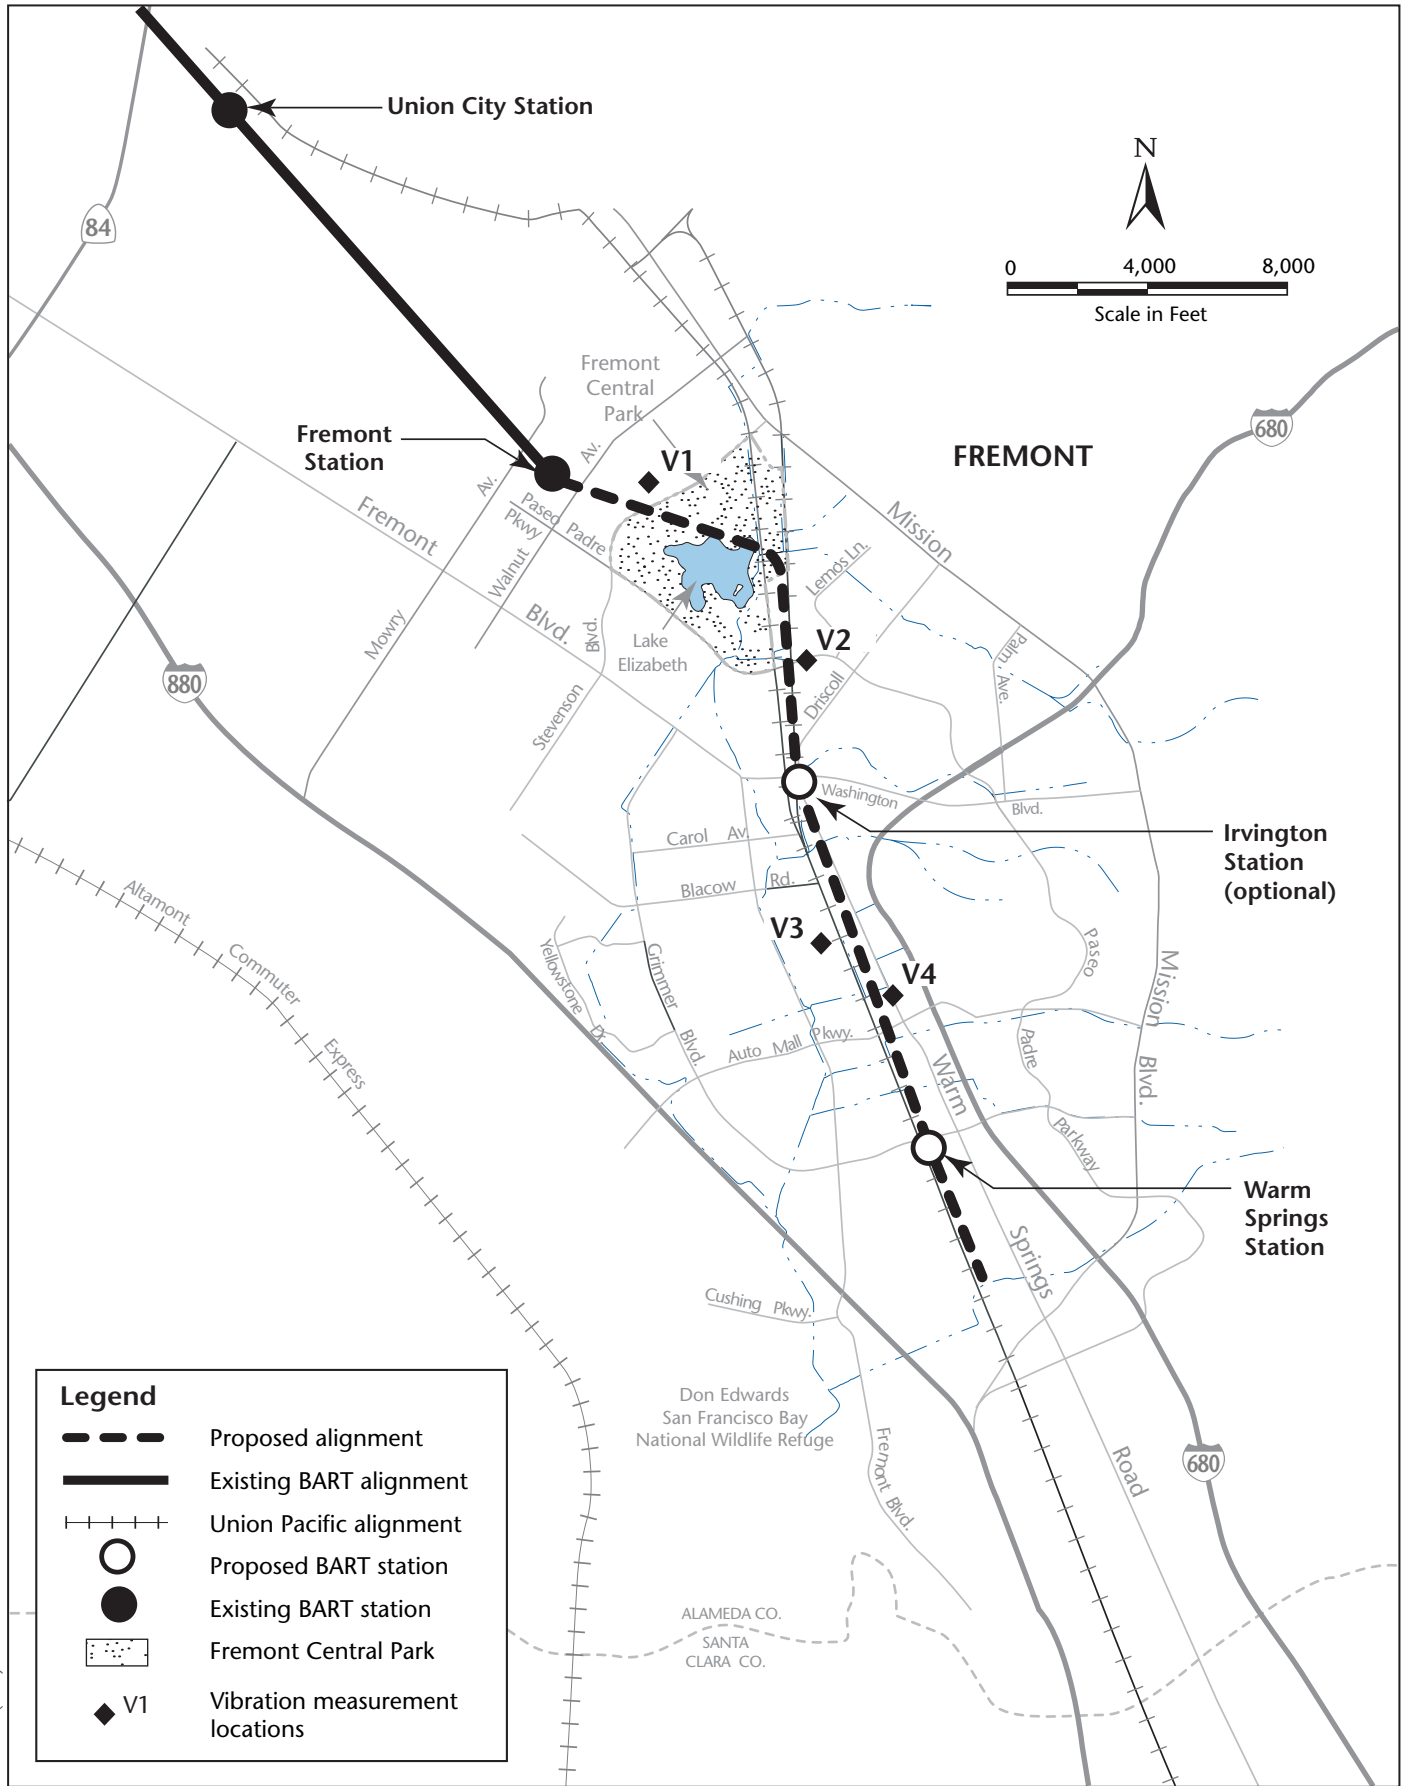 Union City Station
N
84
0 4,000 8,000
Scale in Feet
Fremont
Central
Park
680
Fremont
Station
FREMONT
V1
Av.
Av.
Paseo Padre
Pkwy
Fremont
Blvd.
Walnut
Mowry
Mission
Lemos Ln.
Blvd.
Lake
Elizabeth
V2
Palm
Ave.
Driscoll
880
Stevenson
Washington
Blvd.
Carol Av.
Irvington
Station
(optional)
Blacow Rd.
Altamont
Commuter
Express
V3
Yellowstone
Dr.
Grimmer
Blvd.
V4
Paseo
Padre
Parkway
Mission
Blvd.
Auto Mall Pkwy.
Warm
Springs
Road
Warm
Springs
Station
Cushing Pkwy.
Don Edwards
San Francisco Bay
National Wildlife Refuge
Fremont Blvd.
680
ALAMEDA CO.
SANTA
CLARA CO.
Legend
Proposed alignment
Existing BART alignment
Union Pacific alignment
Proposed BART station
Existing BART station
Fremont Central Park
V1 Vibration measurement
locations